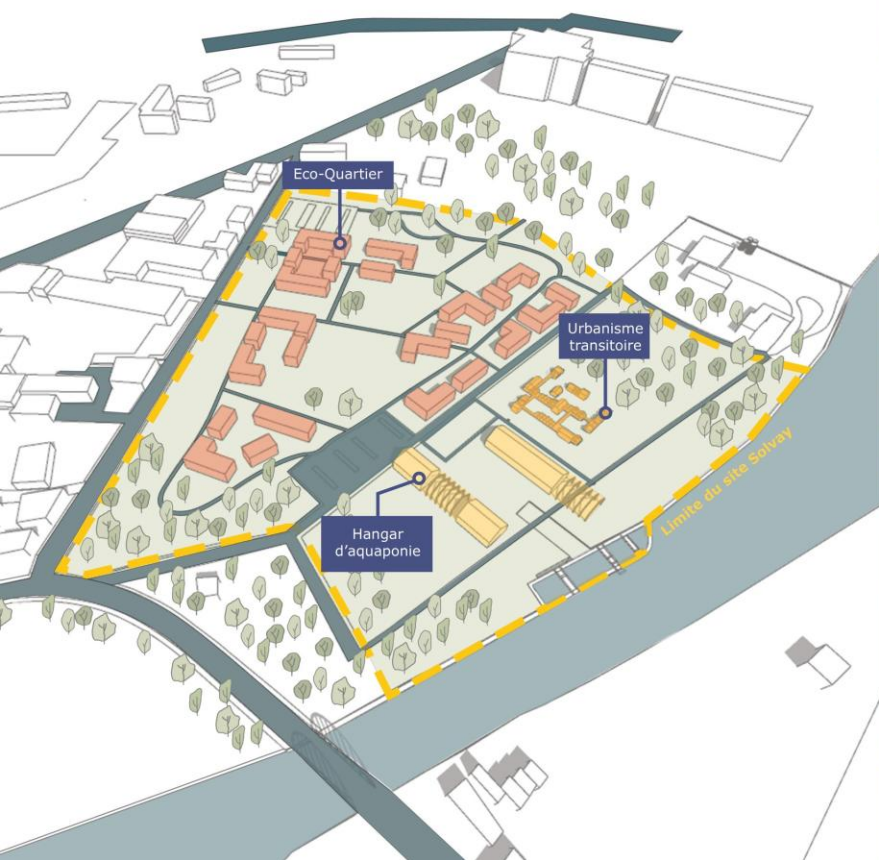 Eco-Quartier
Urbanisme
transitoire
Limite du site Solvay
Hangar
d'aquaponie